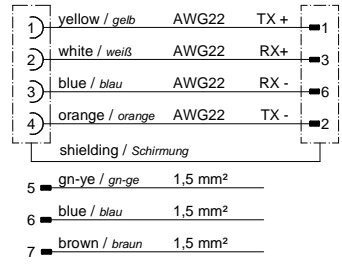 1 yellow / gelb AWG22 TX + 1
2 white / weiß AWG22 RX+ 3
3 blue / blau AWG22 RX - 6
4 orange / orange AWG22 TX - 2
shielding / Schirmung
5 gn-ye / gn-ge 1,5 mm²
6 blue / blau 1,5 mm²
7 brown / braun 1,5 mm²